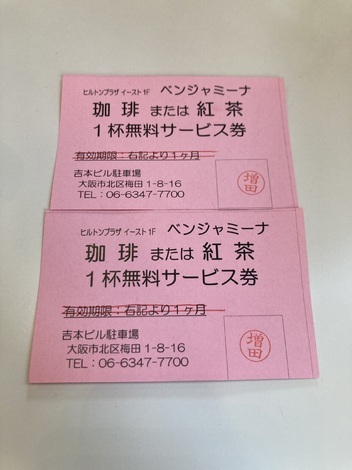 ヒルトンプラザ イースト1F ベンジャミーナ
珈琲 または 紅茶
１杯無料サービス券
有効期限：右記より１ヶ月
増田
吉本ビル駐車場
大阪市北区梅田 1-8-16
TEL：06-6347-7700
ヒルトンプラザ イースト1F ベンジャミーナ
珈琲 または 紅茶
１杯無料サービス券
有効期限：右記より１ヶ月
増田
吉本ビル駐車場
大阪市北区梅田 1-8-16
TEL：06-6347-7700